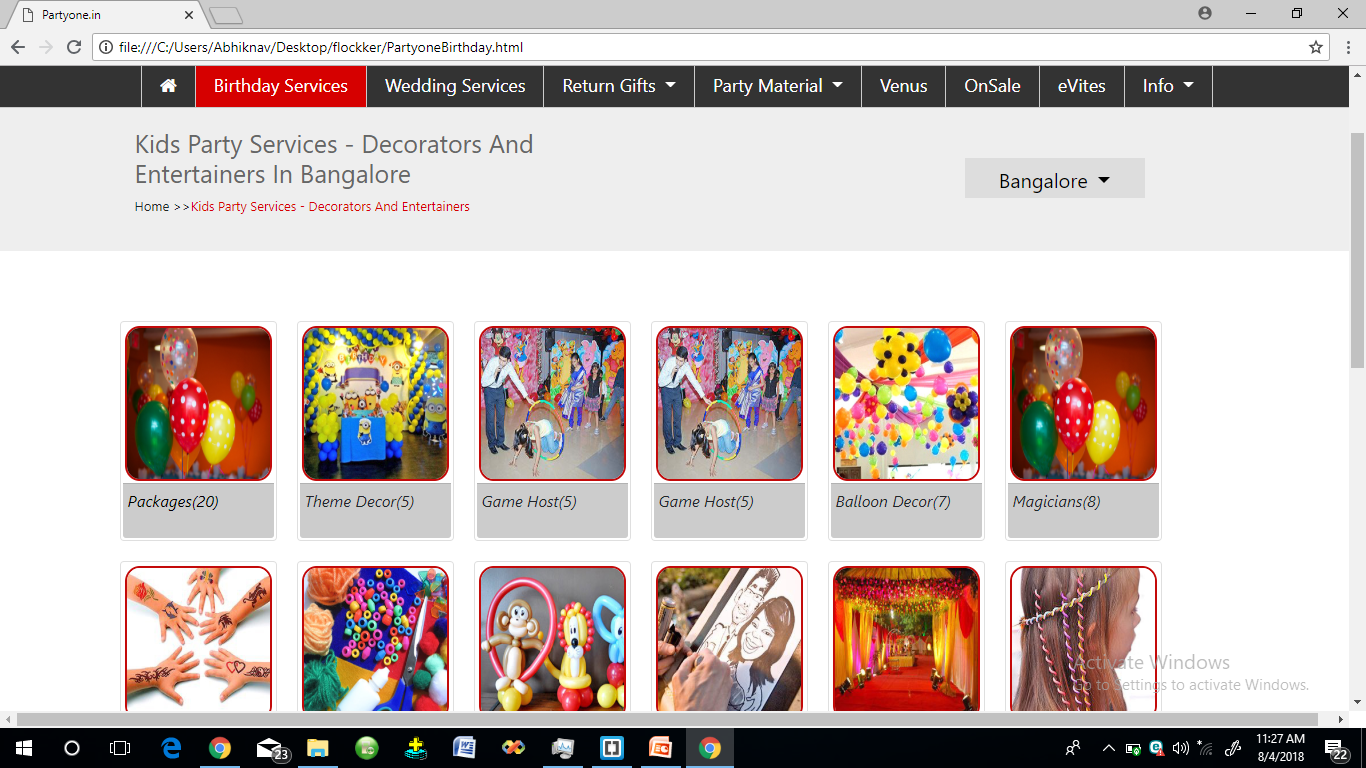 Partyone.in
file:///C:/Users/Abhiknav/Desktop/flockker/PartyoneBirthday.html
Birthday Services Wedding Services Return Gifts Party Material Venus OnSale eVites Info
Kids Party Services - Decorators And
Entertainers In Bangalore
Bangalore
Home >>Kids Party Services - Decorators And Entertainers
Packages(20) Theme Decor(5) Game Host(5) Game Host(5) Balloon Decor(7) Magicians(8)
Activate Windows
Go to Settings to activate Windows.
23
11:27 AM
8/4/2018
22